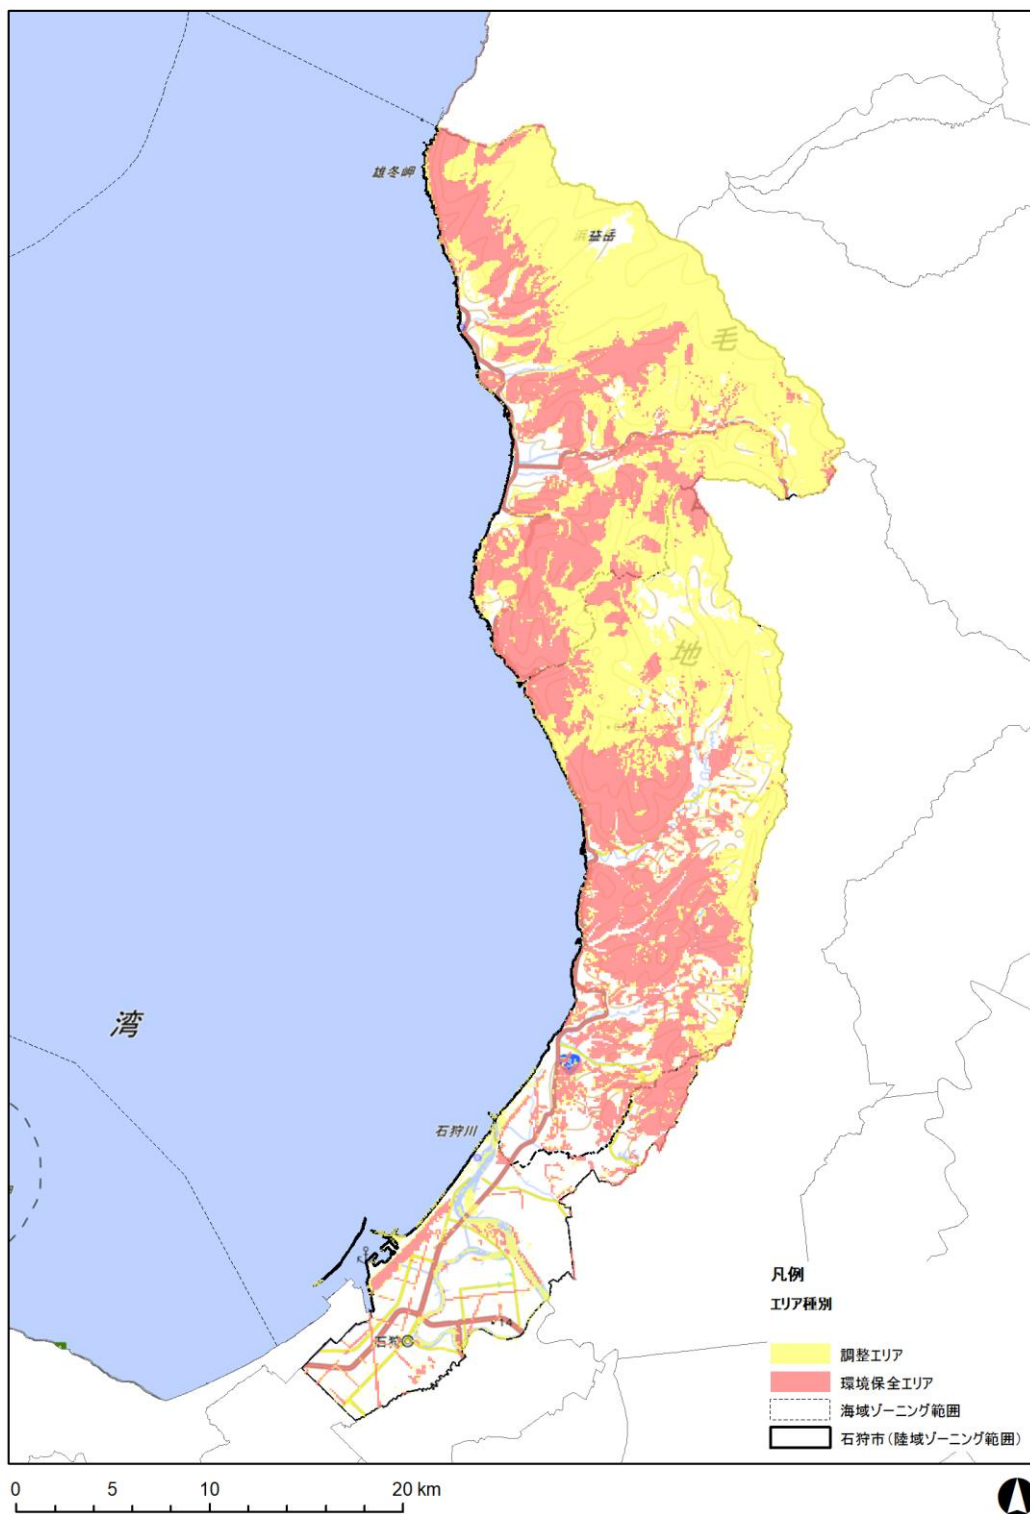 雄冬岬
浜益岳
毛
地
湾
石狩川
石狩
凡例
エリア種別
調整エリア
環境保全エリア
海域ゾーニング範囲
石狩市(陸域ゾーニング範囲)
0 5 10 20 km